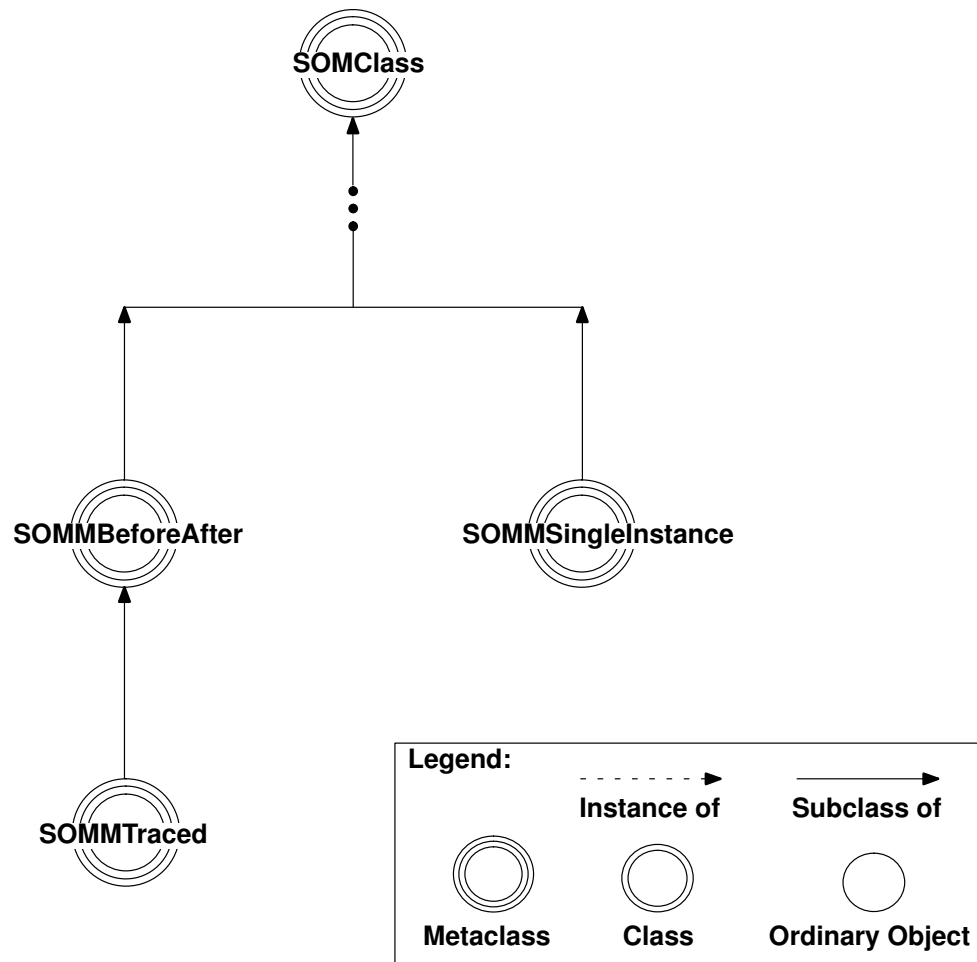 SOMClass
SOMMBeforeAfter
SOMMSingleInstance
SOMMTraced
Legend:
Instance of
Subclass of
Metaclass
Class
Ordinary Object